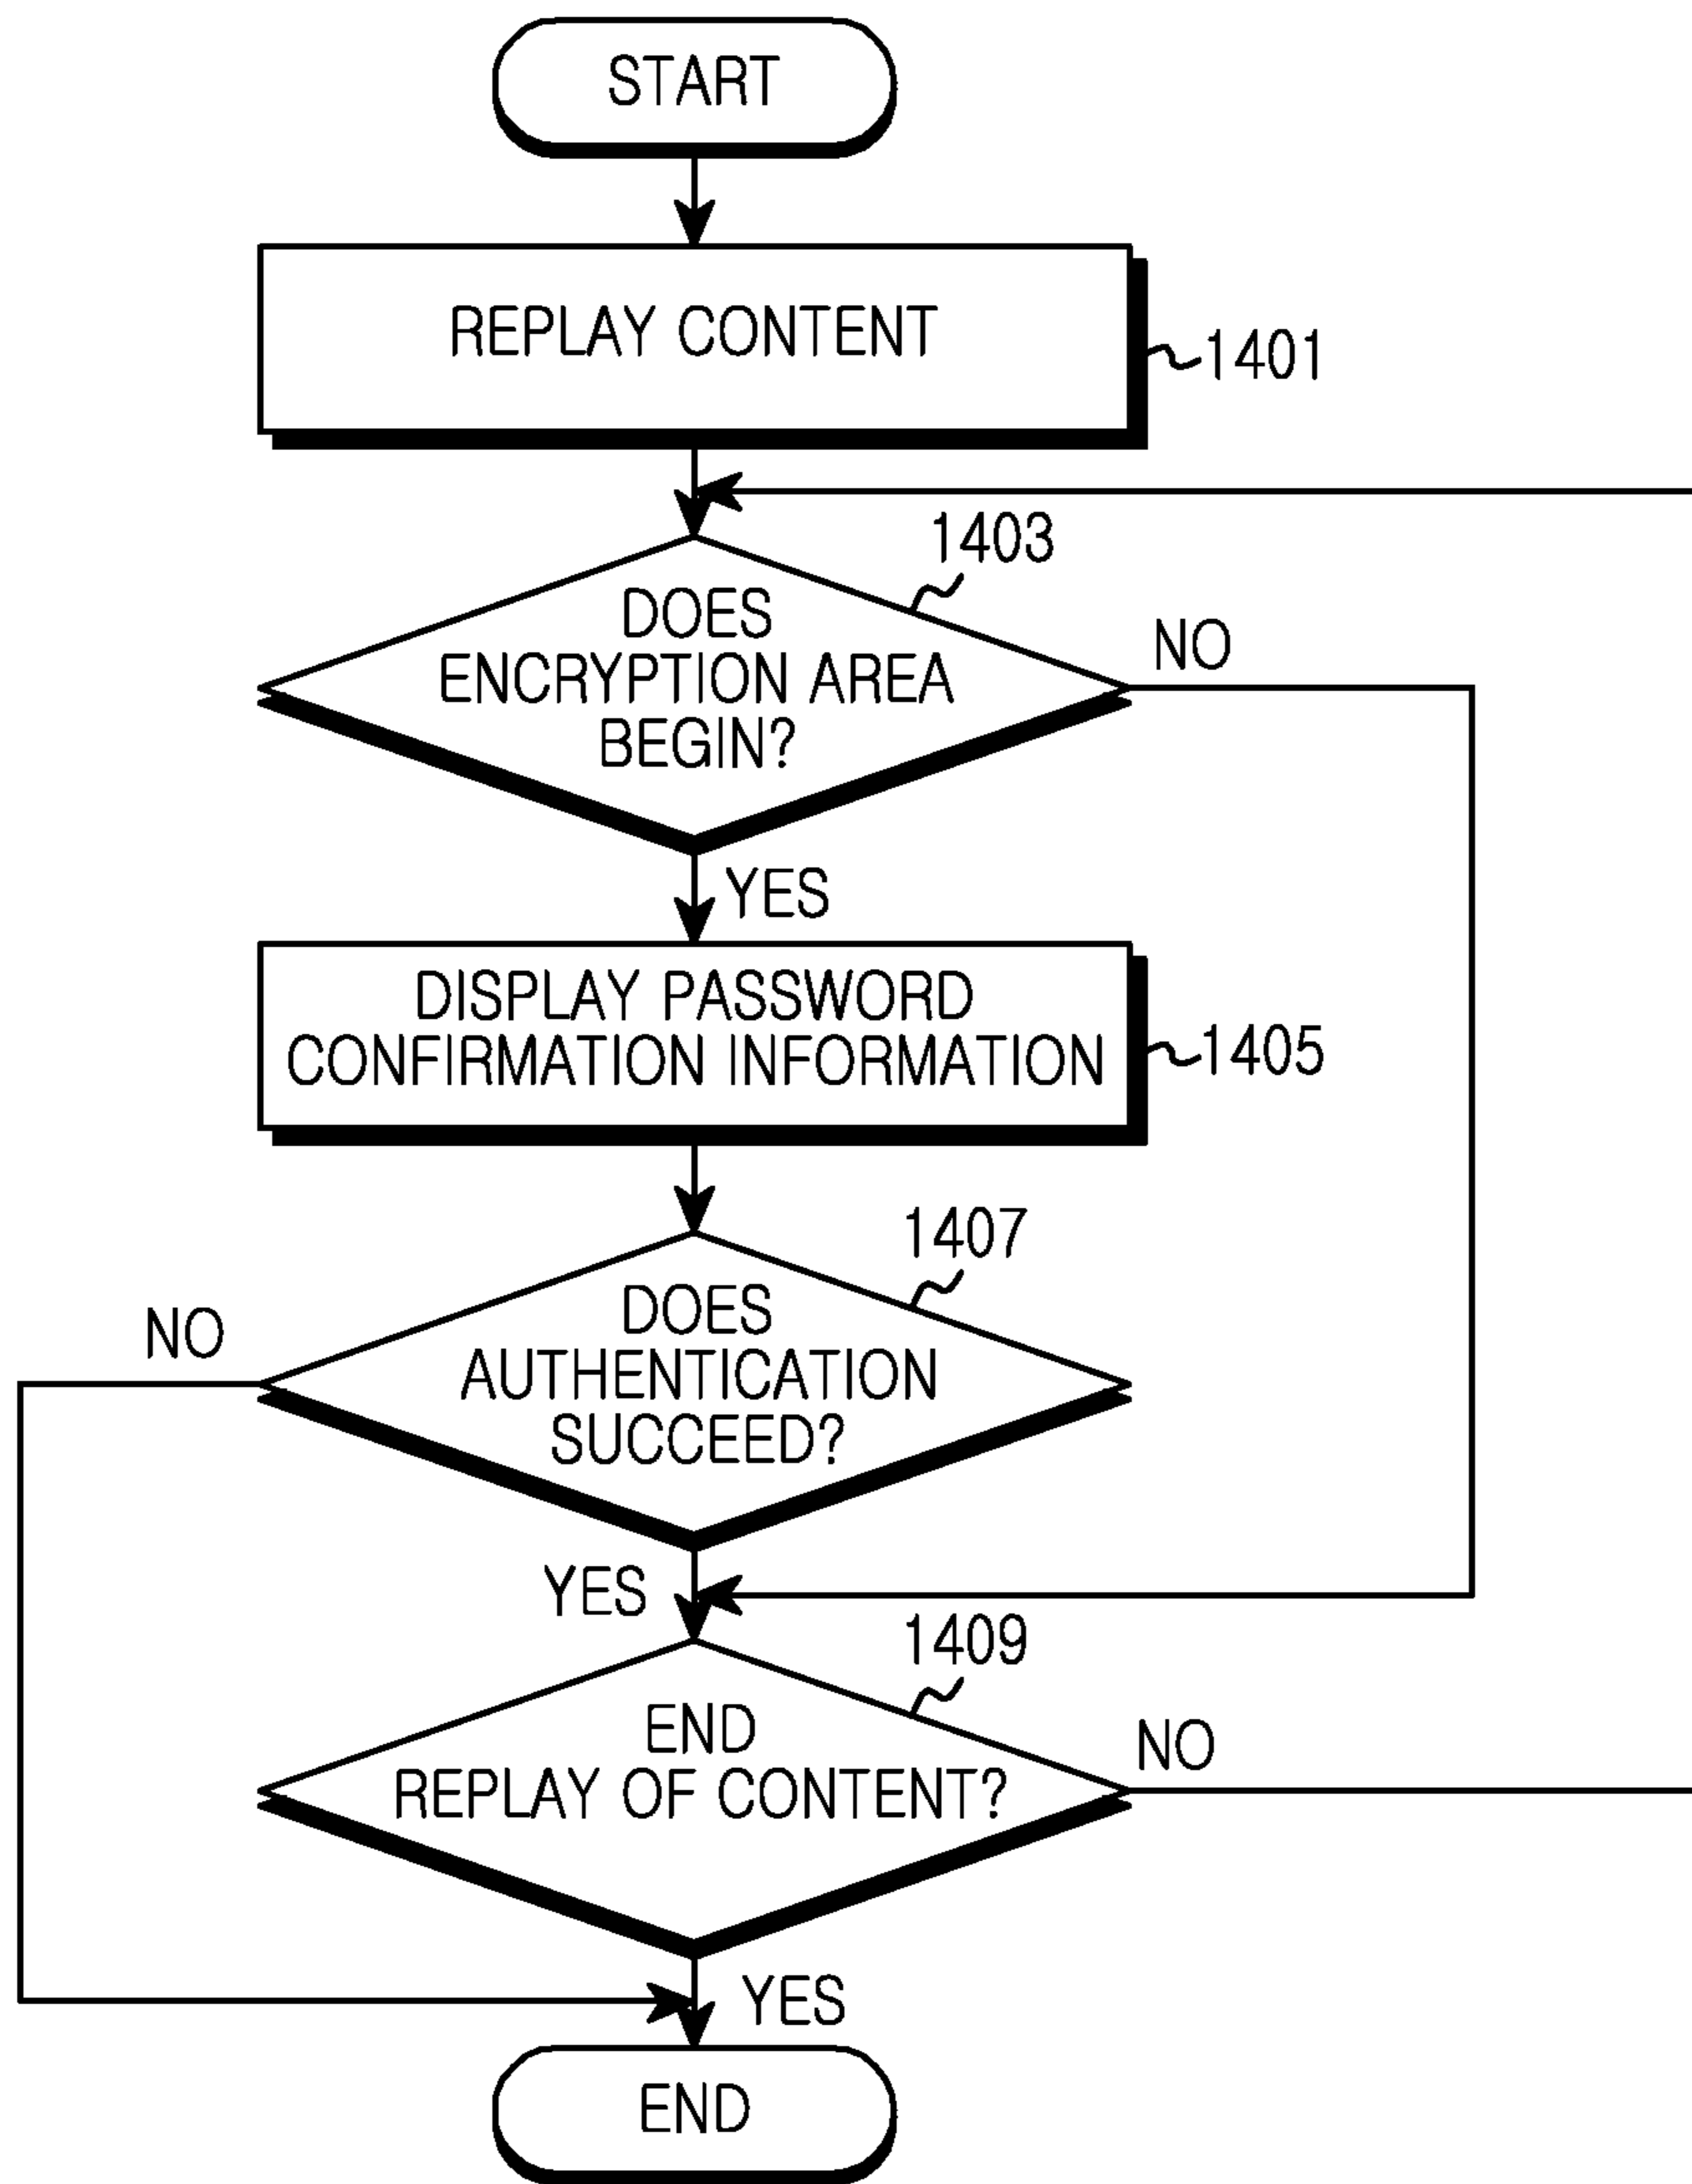 START
REPLAY CONTENT
1401
1403
DOES
ENCRYPTION AREA
BEGIN?
NO
YES
DISPLAY PASSWORD
CONFIRMATION INFORMATION
1405
1407
DOES
AUTHENTICATION
SUCCEED?
NO
YES
1409
END
REPLAY OF CONTENT?
NO
YES
END